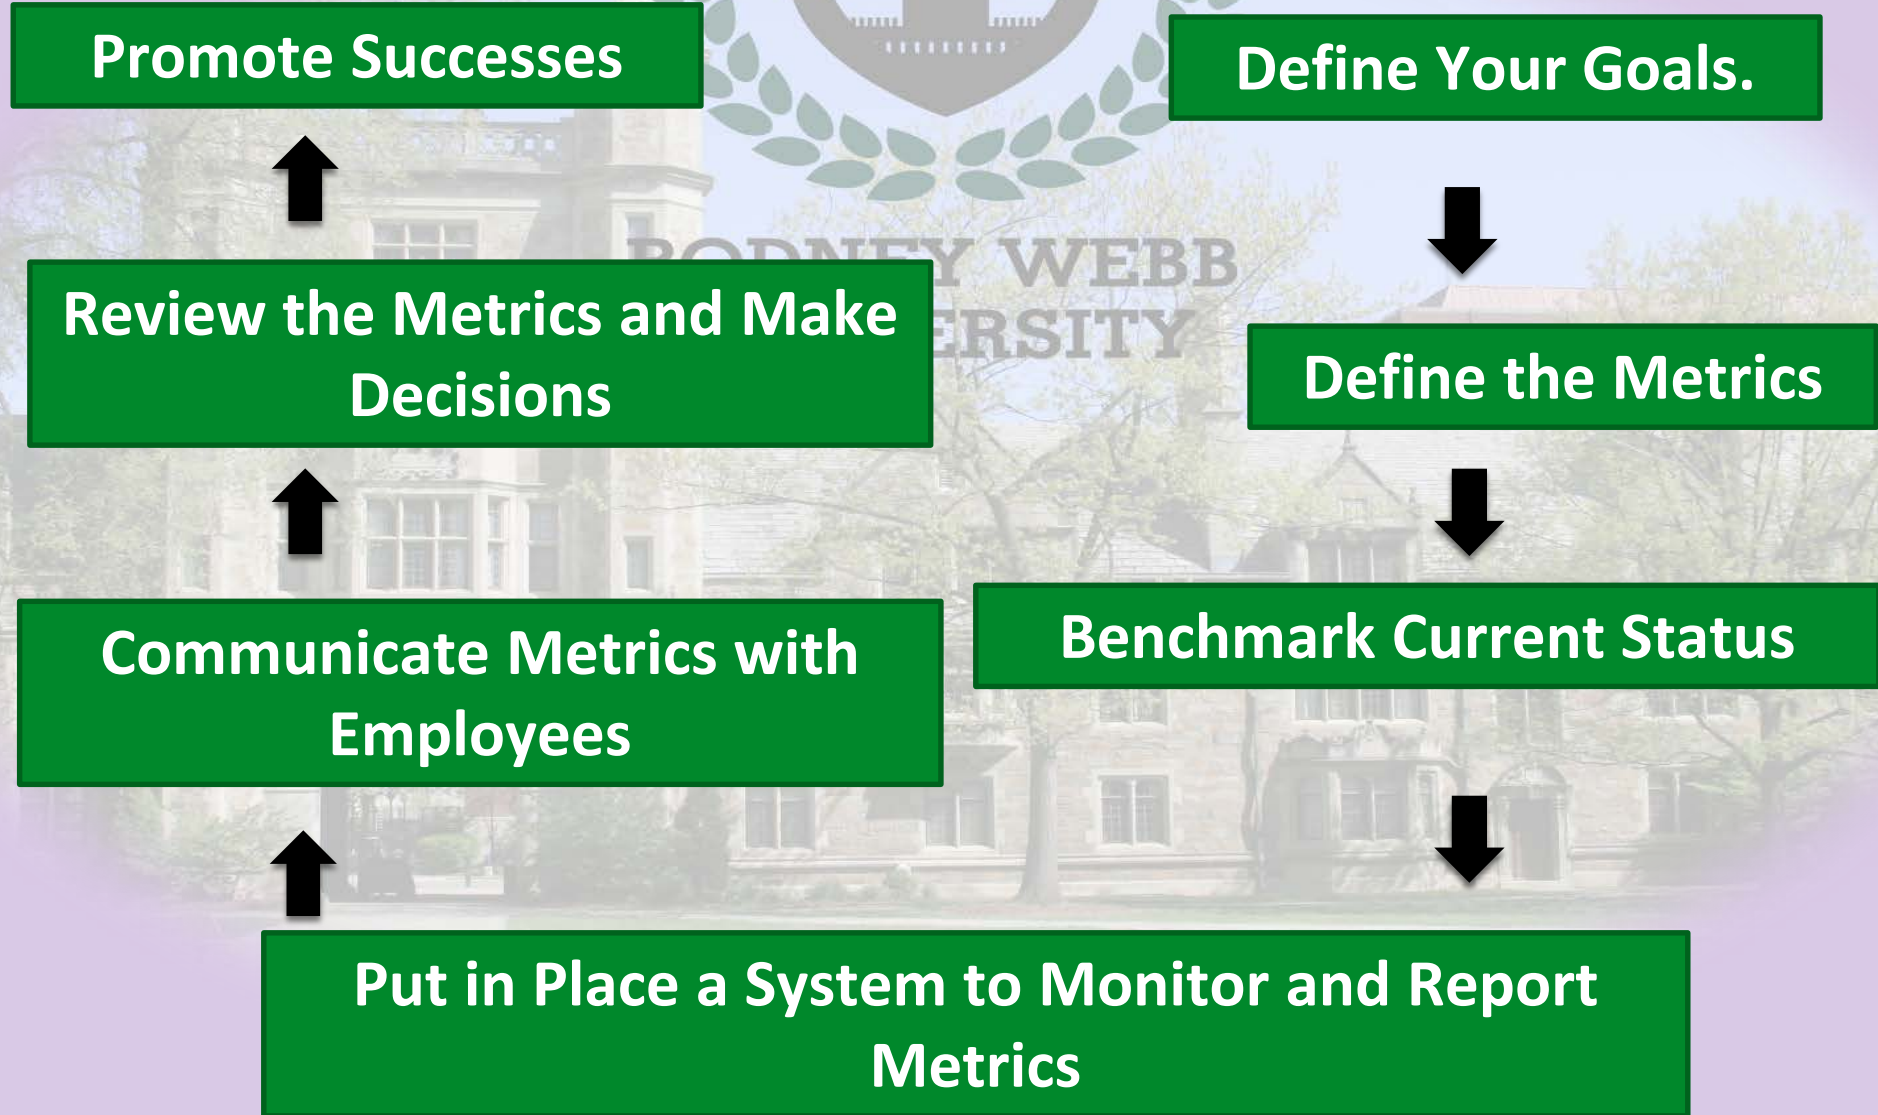 Promote Successes
Define Your Goals.
WEBB
Review the Metrics and Make
Decisions
Define the Metrics
Communicate Metrics with
Employees
Benchmark Current Status
Put in Place a System to Monitor and Report
Metrics